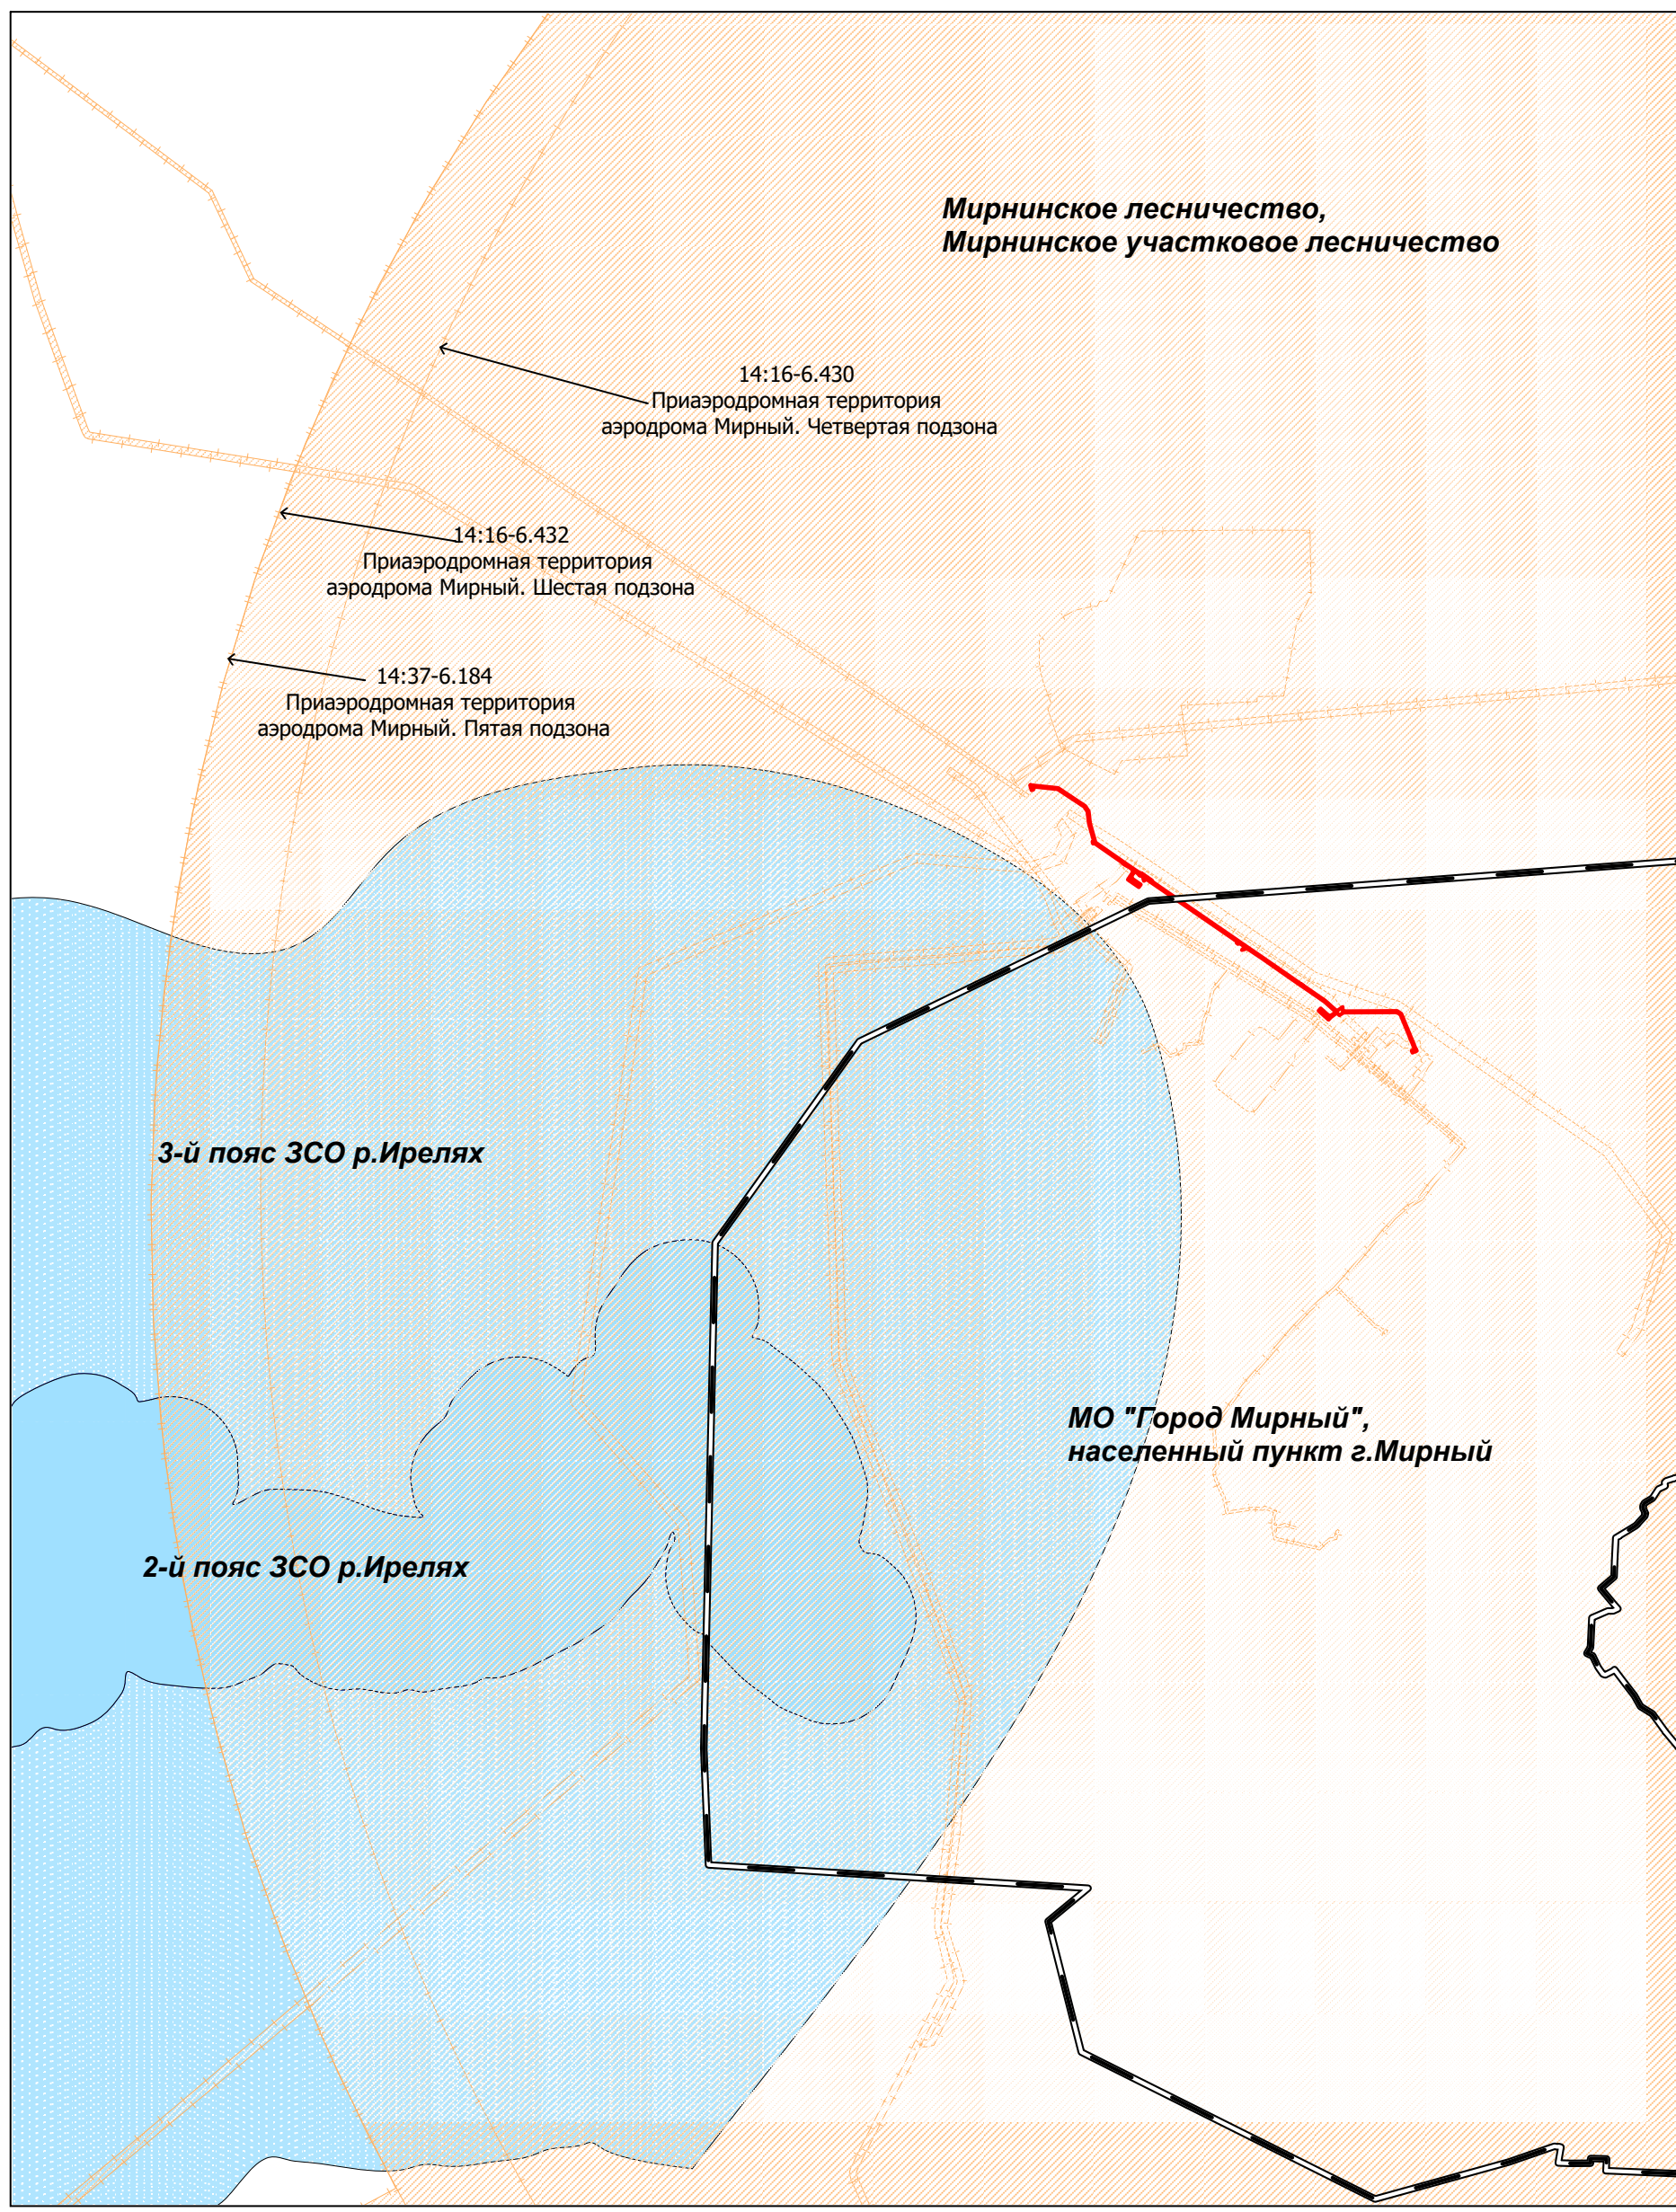 Мирнинское лесничество,
Мирнинское участковое лесничество
14:16-6.430
Приаэродромная территория
аэродрома Мирный. Четвертая подзона
14:16-6.432
Приаэродромная территория
аэродрома Мирный. Шестая подзона
14:37-6.184
Приаэродромная территория
аэродрома Мирный. Пятая подзона
3-й пояс ЗСО р.Ирелях
МО "Город Мирный",
населенный пункт г.Мирный
2-й пояс ЗСО р.Ирелях